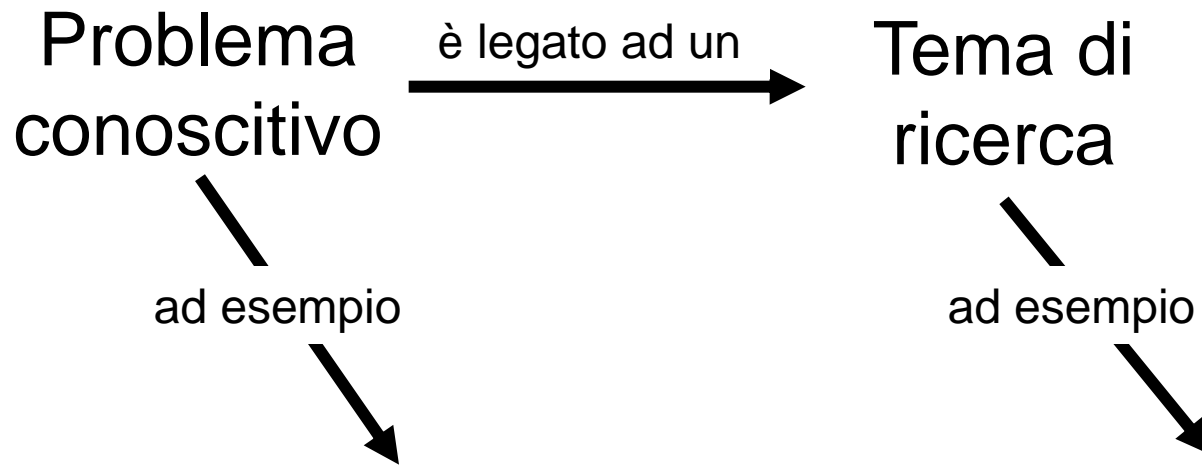 Problema
conoscitivo
è legato ad un
Tema di
ricerca
ad esempio
ad esempio